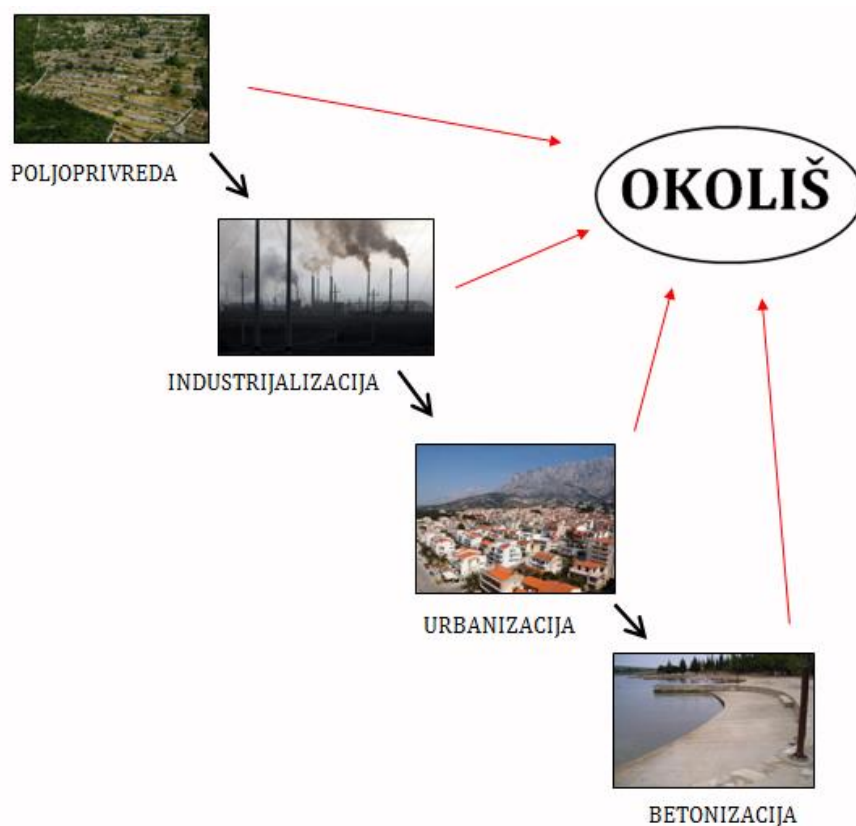 OKOLIŠ
POLJOPRIVREDA
INDUSTRIJALIZACIJA
URBANIZACIJA
BETONIZACIJA